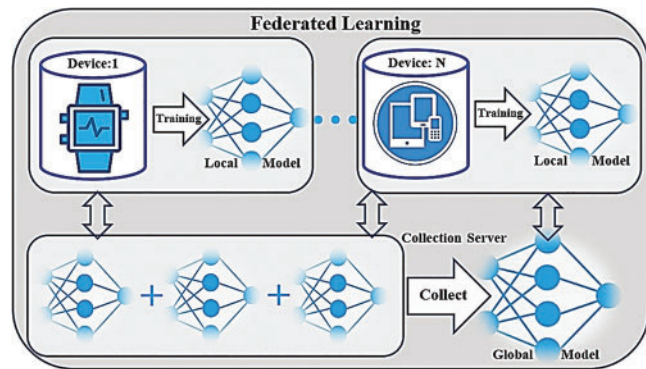 Federated Learning
Device:1
Training
Local Model
Device: N
Training
Local Model
Collection Server
Collect
Global Model